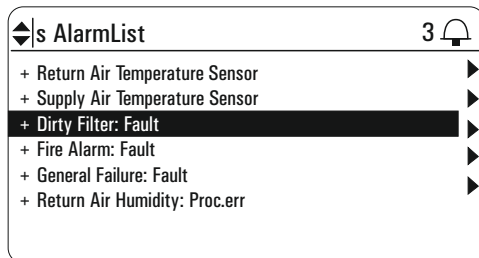 s AlarmList 3
+ Return Air Temperature Sensor
+ Supply Air Temperature Sensor
+ Dirty Filter: Fault
+ Fire Alarm: Fault
+ General Failure: Fault
+ Return Air Humidity: Proc.err